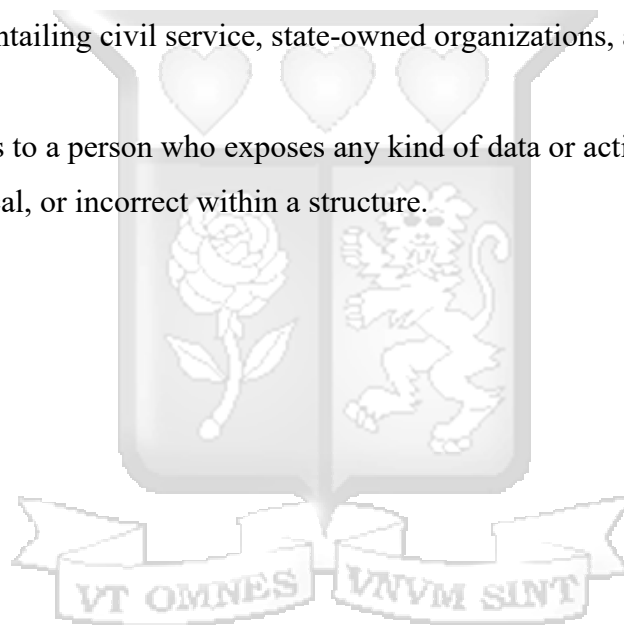 ntailing civil service, state-owned organizations, a
s to a person who exposes any kind of data or acti
al, or incorrect within a structure.
VT OMNES VNVM SINT